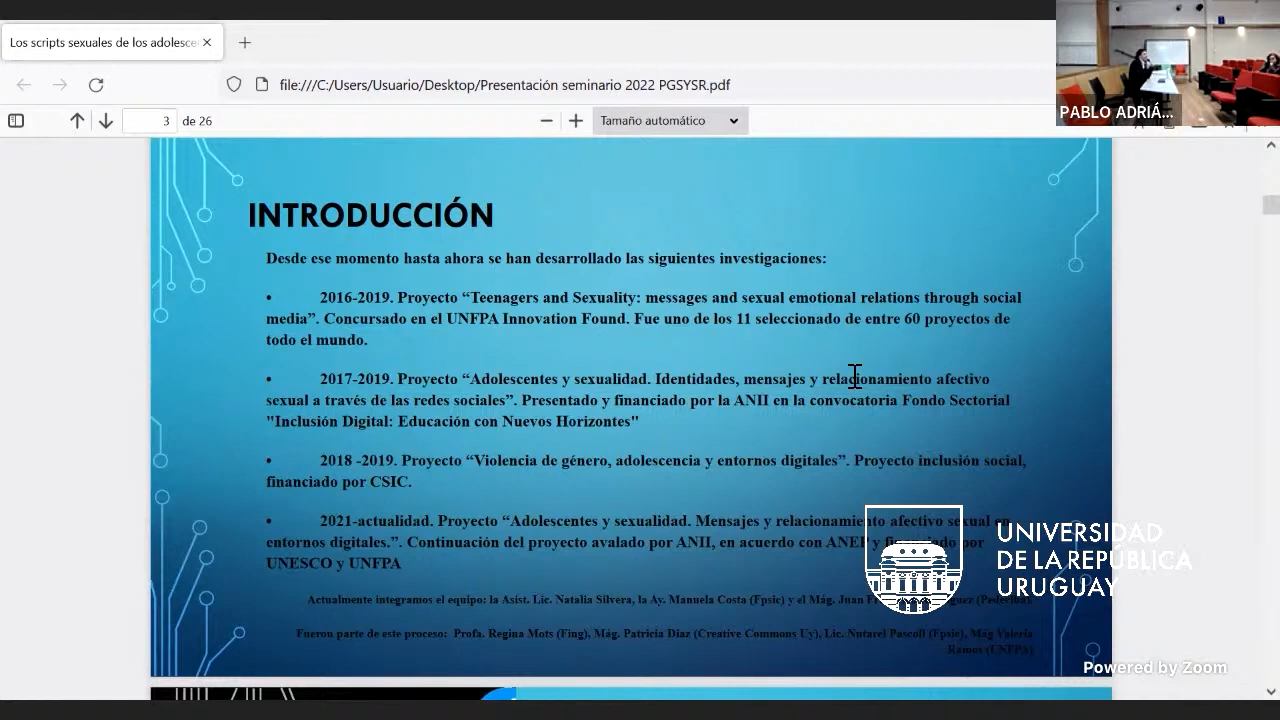 Los scripts sexuales de los adolesce
file:///C:/Users/Usuario/Desktop/Presentación seminario 2022 PGSYSR.pdf
PABLO ADRIÁ...
3 de 26
Tamaño automático
INTRODUCCIÓN
Desde ese momento hasta ahora se han desarrollado las siguientes investigaciones:
• 2016-2019. Proyecto “Teenagers and Sexuality: messages and sexual emotional relations through social
media”. Concursado en el UNFPA Innovation Found. Fue uno de los 11 seleccionado de entre 60 proyectos de
todo el mundo.
• 2017-2019. Proyecto “Adolescentes y sexualidad. Identidades, mensajes y relacionamiento afectivo
sexual a través de las redes sociales”. Presentado y financiado por la ANII en la convocatoria Fondo Sectorial
"Inclusión Digital: Educación con Nuevos Horizontes"
• 2018 -2019. Proyecto “Violencia de género, adolescencia y entornos digitales”. Proyecto inclusión social,
financiado por CSIC.
• 2021-actualidad. Proyecto “Adolescentes y sexualidad. Mensajes y relacionamiento afectivo sexual en
entornos digitales.”. Continuación del proyecto avalado por ANII, en acuerdo con ANEP y financiado por
UNESCO y UNFPA
Actualmente integramos el equipo: la Asist. Lic. Natalia Silvera, la Ay. Manuela Costa (Fpsic) y el Mág. Juan
Fueron parte de este proceso: Profa. Regina Mots (Fing), Mág. Patricia Díaz (Creative Commons Uy), Lic. Nutarel Pascoll (Fpsic), Mág Valeria
Ramos (UNFPA)
UNIVERSIDAD
DE LA REPÚBLICA
URUGUAY
Powered by Zoom